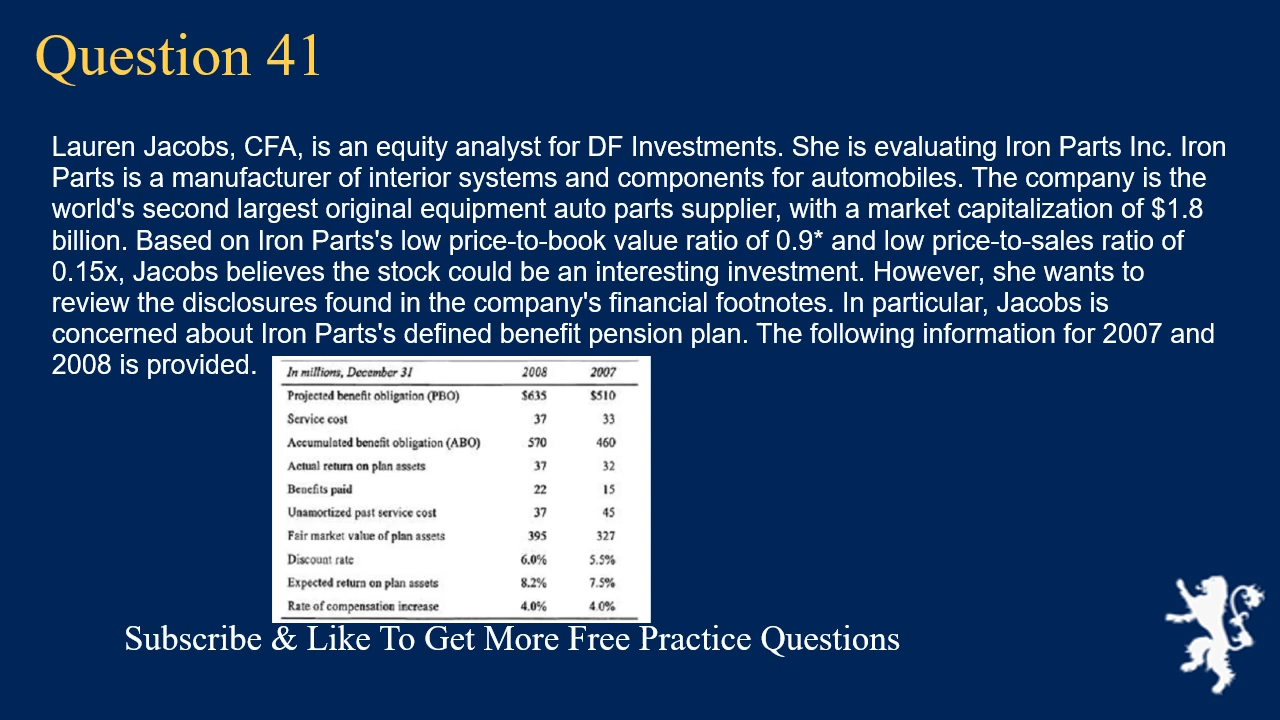 Question 41
Lauren Jacobs, CFA, is an equity analyst for DF Investments. She is evaluating Iron Parts Inc. Iron
Parts is a manufacturer of interior systems and components for automobiles. The company is the
world's second largest original equipment auto parts supplier, with a market capitalization of $1.8
billion. Based on Iron Parts's low price-to-book value ratio of 0.9* and low price-to-sales ratio of
0.15x, Jacobs believes the stock could be an interesting investment. However, she wants to
review the disclosures found in the company's financial footnotes. In particular, Jacobs is
concerned about Iron Parts's defined benefit pension plan. The following information for 2007 and
2008 is provided.
In millions, December 31 2008 2007
Projected benefit obligation (PBO) $635 $510
Service cost 37 33
Accumulated benefit obligation (ABO) 570 460
Actual return on plan assets 37 32
Benefits paid 22 15
Unamortized past service cost 37 45
Fair market value of plan assets 395 327
Discount rate 6.0% 5.5%
Expected return on plan assets 8.2% 7.5%
Rate of compensation increase 4.0% 4.0%
Subscribe & Like To Get More Free Practice Questions